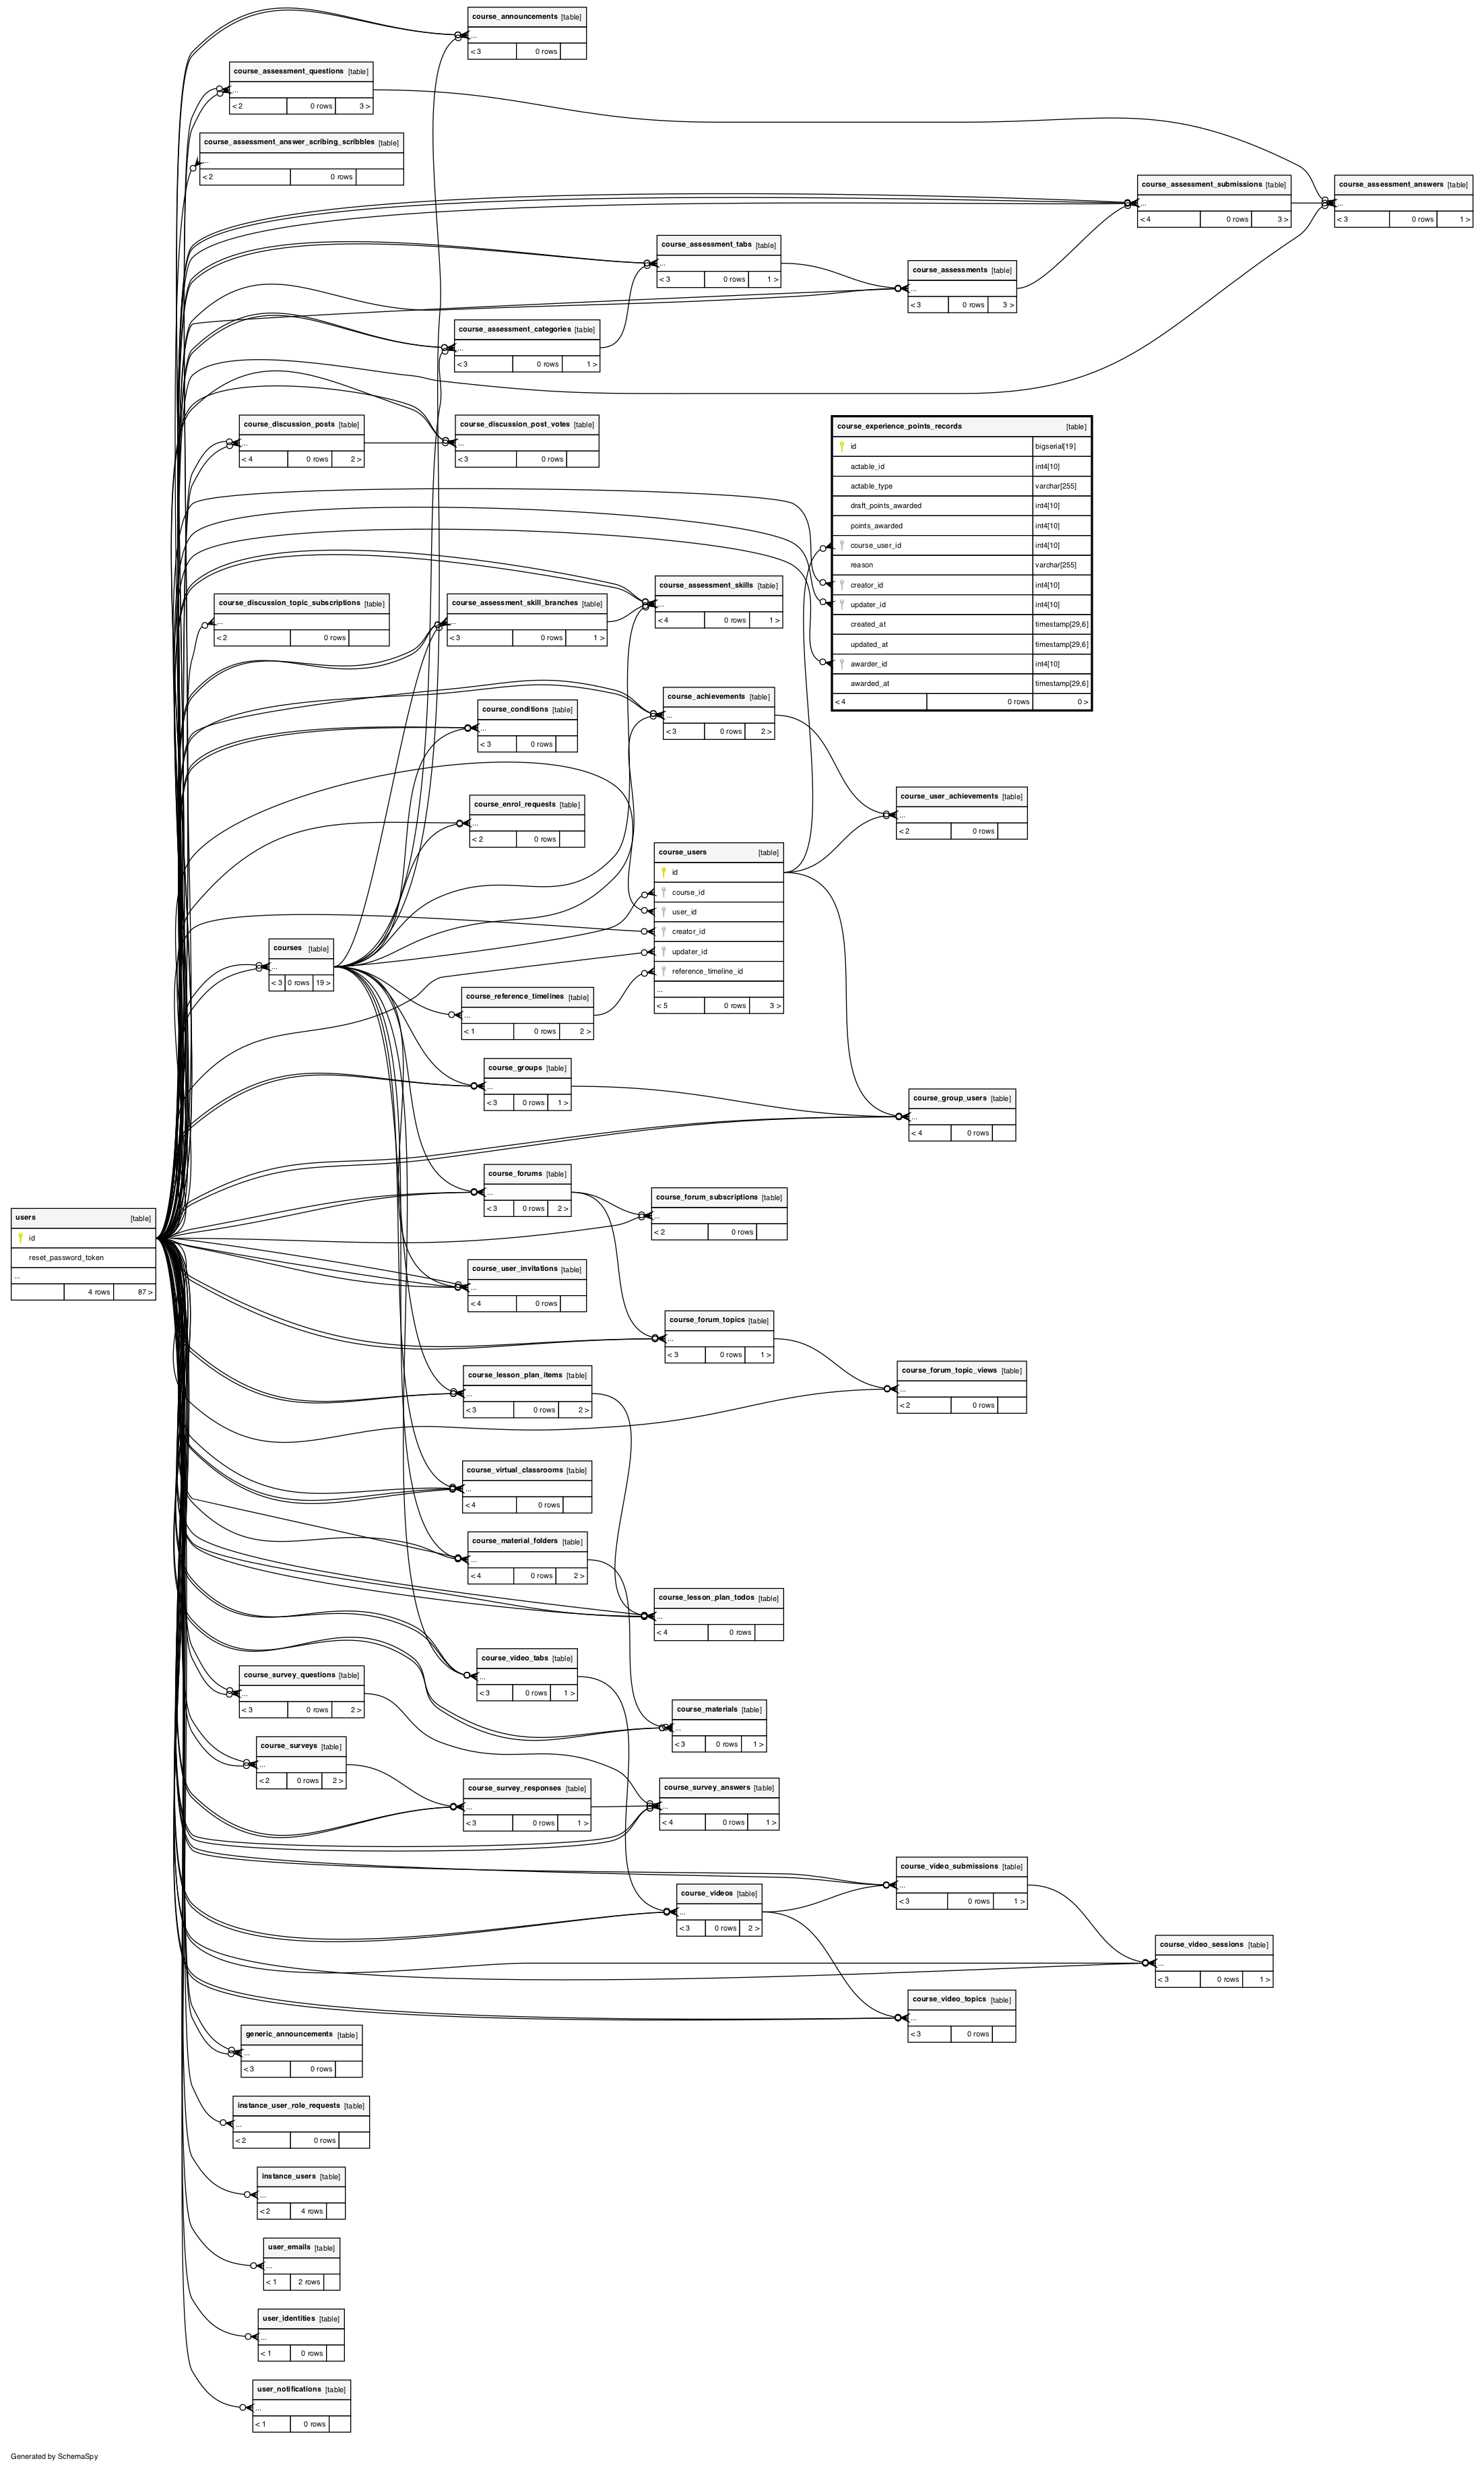 course_announcements [table]
...
< 3 0 rows
course_assessment_questions [table]
...
< 2 0 rows 3 >
course_assessment_answer_scribing_scribbles [table]
...
< 2 0 rows
course_assessment_submissions [table]
...
< 4 0 rows 3 >
course_assessment_answers [table]
...
< 3 0 rows 1 >
course_assessment_tabs [table]
...
< 3 0 rows 1 >
course_assessments [table]
...
< 3 0 rows 3 >
course_assessment_categories [table]
...
< 3 0 rows 1 >
course_discussion_posts [table]
...
< 4 0 rows 2 >
course_discussion_post_votes [table]
...
< 3 0 rows
course_experience_points_records [table]
id bigserial[19]
actable_id int4[10]
actable_type varchar[255]
draft_points_awarded int4[10]
points_awarded int4[10]
course_user_id int4[10]
reason varchar[255]
creator_id int4[10]
updater_id int4[10]
created_at timestamp[29,6]
updated_at timestamp[29,6]
awarder_id int4[10]
awarded_at timestamp[29,6]
< 4 0 rows 0 >
course_assessment_skills [table]
...
< 4 0 rows 1 >
course_discussion_topic_subscriptions [table]
...
< 2 0 rows
course_assessment_skill_branches [table]
...
< 3 0 rows 1 >
course_achievements [table]
...
< 3 0 rows 2 >
course_conditions [table]
...
< 3 0 rows
course_user_achievements [table]
...
< 2 0 rows
course_enrol_requests [table]
...
< 2 0 rows
course_users [table]
id
course_id
user_id
creator_id
updater_id
reference_timeline_id
...
< 5 0 rows 3 >
courses [table]
...
< 3 0 rows 19 >
course_reference_timelines [table]
...
< 1 0 rows 2 >
course_groups [table]
...
< 3 0 rows 1 >
course_group_users [table]
...
< 4 0 rows
course_forums [table]
...
< 3 0 rows 2 >
course_forum_subscriptions [table]
...
< 2 0 rows
users [table]
id
reset_password_token
...
4 rows 87 >
course_user_invitations [table]
...
< 4 0 rows
course_forum_topics [table]
...
< 3 0 rows 1 >
course_lesson_plan_items [table]
...
< 3 0 rows 2 >
course_forum_topic_views [table]
...
< 2 0 rows
course_virtual_classrooms [table]
...
< 4 0 rows
course_material_folders [table]
...
< 4 0 rows 2 >
course_lesson_plan_todos [table]
...
< 4 0 rows
course_video_tabs [table]
...
< 3 0 rows 1 >
course_survey_questions [table]
...
< 3 0 rows 2 >
course_materials [table]
...
< 3 0 rows 1 >
course_surveys [table]
...
< 2 0 rows 2 >
course_survey_responses [table]
...
< 3 0 rows 1 >
course_survey_answers [table]
...
< 4 0 rows 1 >
course_video_submissions [table]
...
< 3 0 rows 1 >
course_videos [table]
...
< 3 0 rows 2 >
course_video_sessions [table]
...
< 3 0 rows 1 >
course_video_topics [table]
...
< 3 0 rows
generic_announcements [table]
...
< 3 0 rows
instance_user_role_requests [table]
...
< 2 0 rows
instance_users [table]
...
< 2 4 rows
user_emails [table]
...
< 1 2 rows
user_identities [table]
...
< 1 0 rows
user_notifications [table]
...
< 1 0 rows
Generated by SchemaSpy